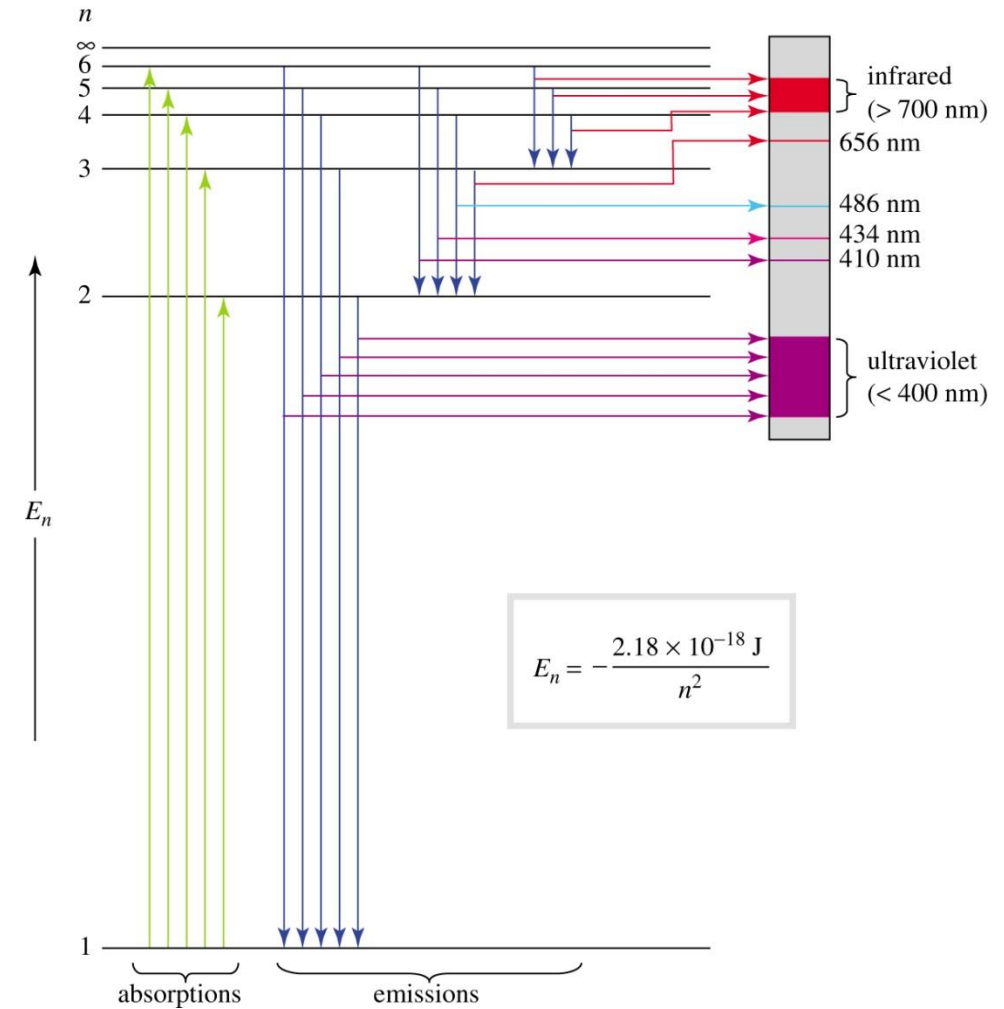 n
∞
6
5
4
3
2
1
E_n
infrared
(> 700 nm)
656 nm
486 nm
434 nm
410 nm
ultraviolet
(< 400 nm)
E_n = − 2.18 × 10^−18 J / n^2
absorptions
emissions